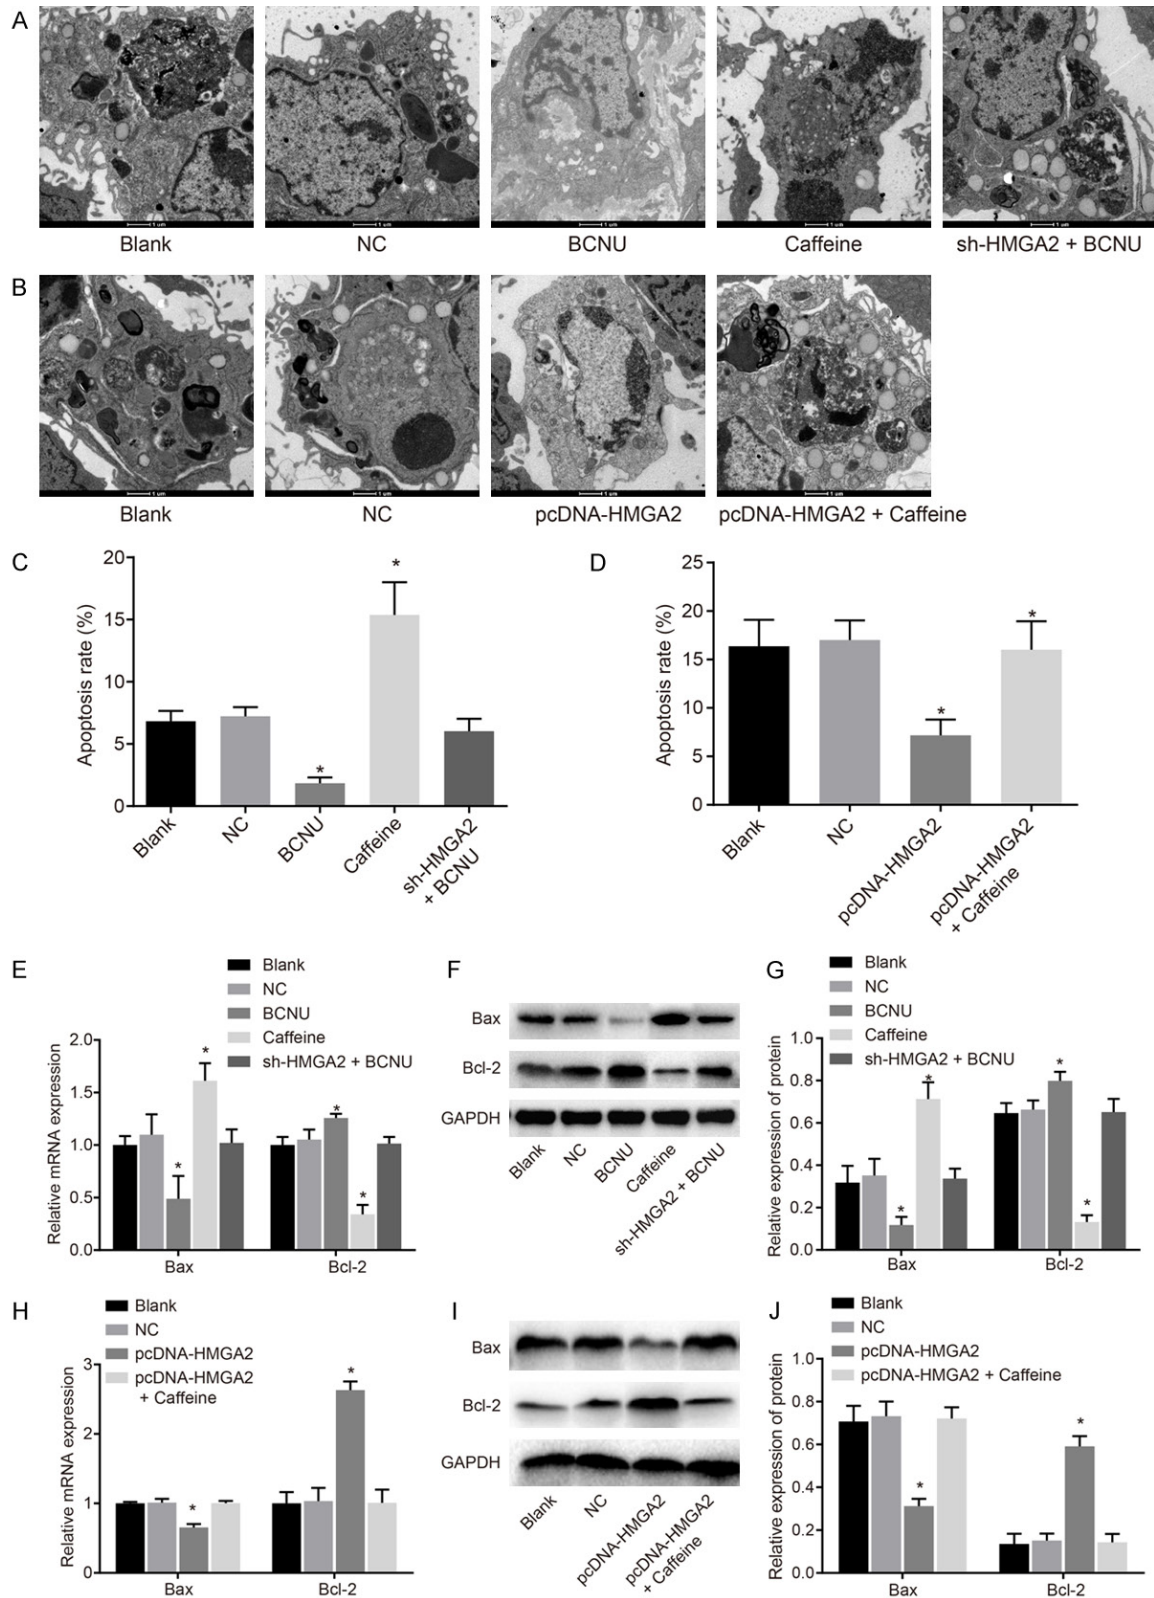 A
1 um
1 um
1 um
1 um
1 um
Blank
NC
BCNU
Caffeine
sh-HMGA2 + BCNU
B
1 um
1 um
1 um
1 um
Blank
NC
pcDNA-HMGA2
pcDNA-HMGA2 + Caffeine
C
Apoptosis rate (%)
20
15
10
5
0
*
*
Blank
NC
BCNU
Caffeine
sh-HMGA2
+ BCNU
D
Apoptosis rate (%)
25
20
15
10
5
0
*
*
Blank
NC
pcDNA-HMGA2
pcDNA-HMGA2
+ Caffeine
E
Blank
NC
BCNU
Caffeine
sh-HMGA2 + BCNU
Relative mRNA expression
2.0
1.5
1.0
0.5
0.0
*
*
*
*
Bax
Bcl-2
F
Bax
Bcl-2
GAPDH
Blank
NC
BCNU
Caffeine
sh-HMGA2 + BCNU
G
Blank
NC
BCNU
Caffeine
sh-HMGA2 + BCNU
Relative expression of protein
1.0
0.8
0.6
0.4
0.2
0.0
*
*
*
*
Bax
Bcl-2
H
Blank
NC
pcDNA-HMGA2
pcDNA-HMGA2
+ Caffeine
Relative mRNA expression
3
2
1
0
*
*
Bax
Bcl-2
I
Bax
Bcl-2
GAPDH
Blank
NC
pcDNA-HMGA2
pcDNA-HMGA2
+ Caffeine
J
Blank
NC
pcDNA-HMGA2
pcDNA-HMGA2 + Caffeine
Relative expression of protein
1.0
0.8
0.6
0.4
0.2
0.0
*
*
Bax
Bcl-2